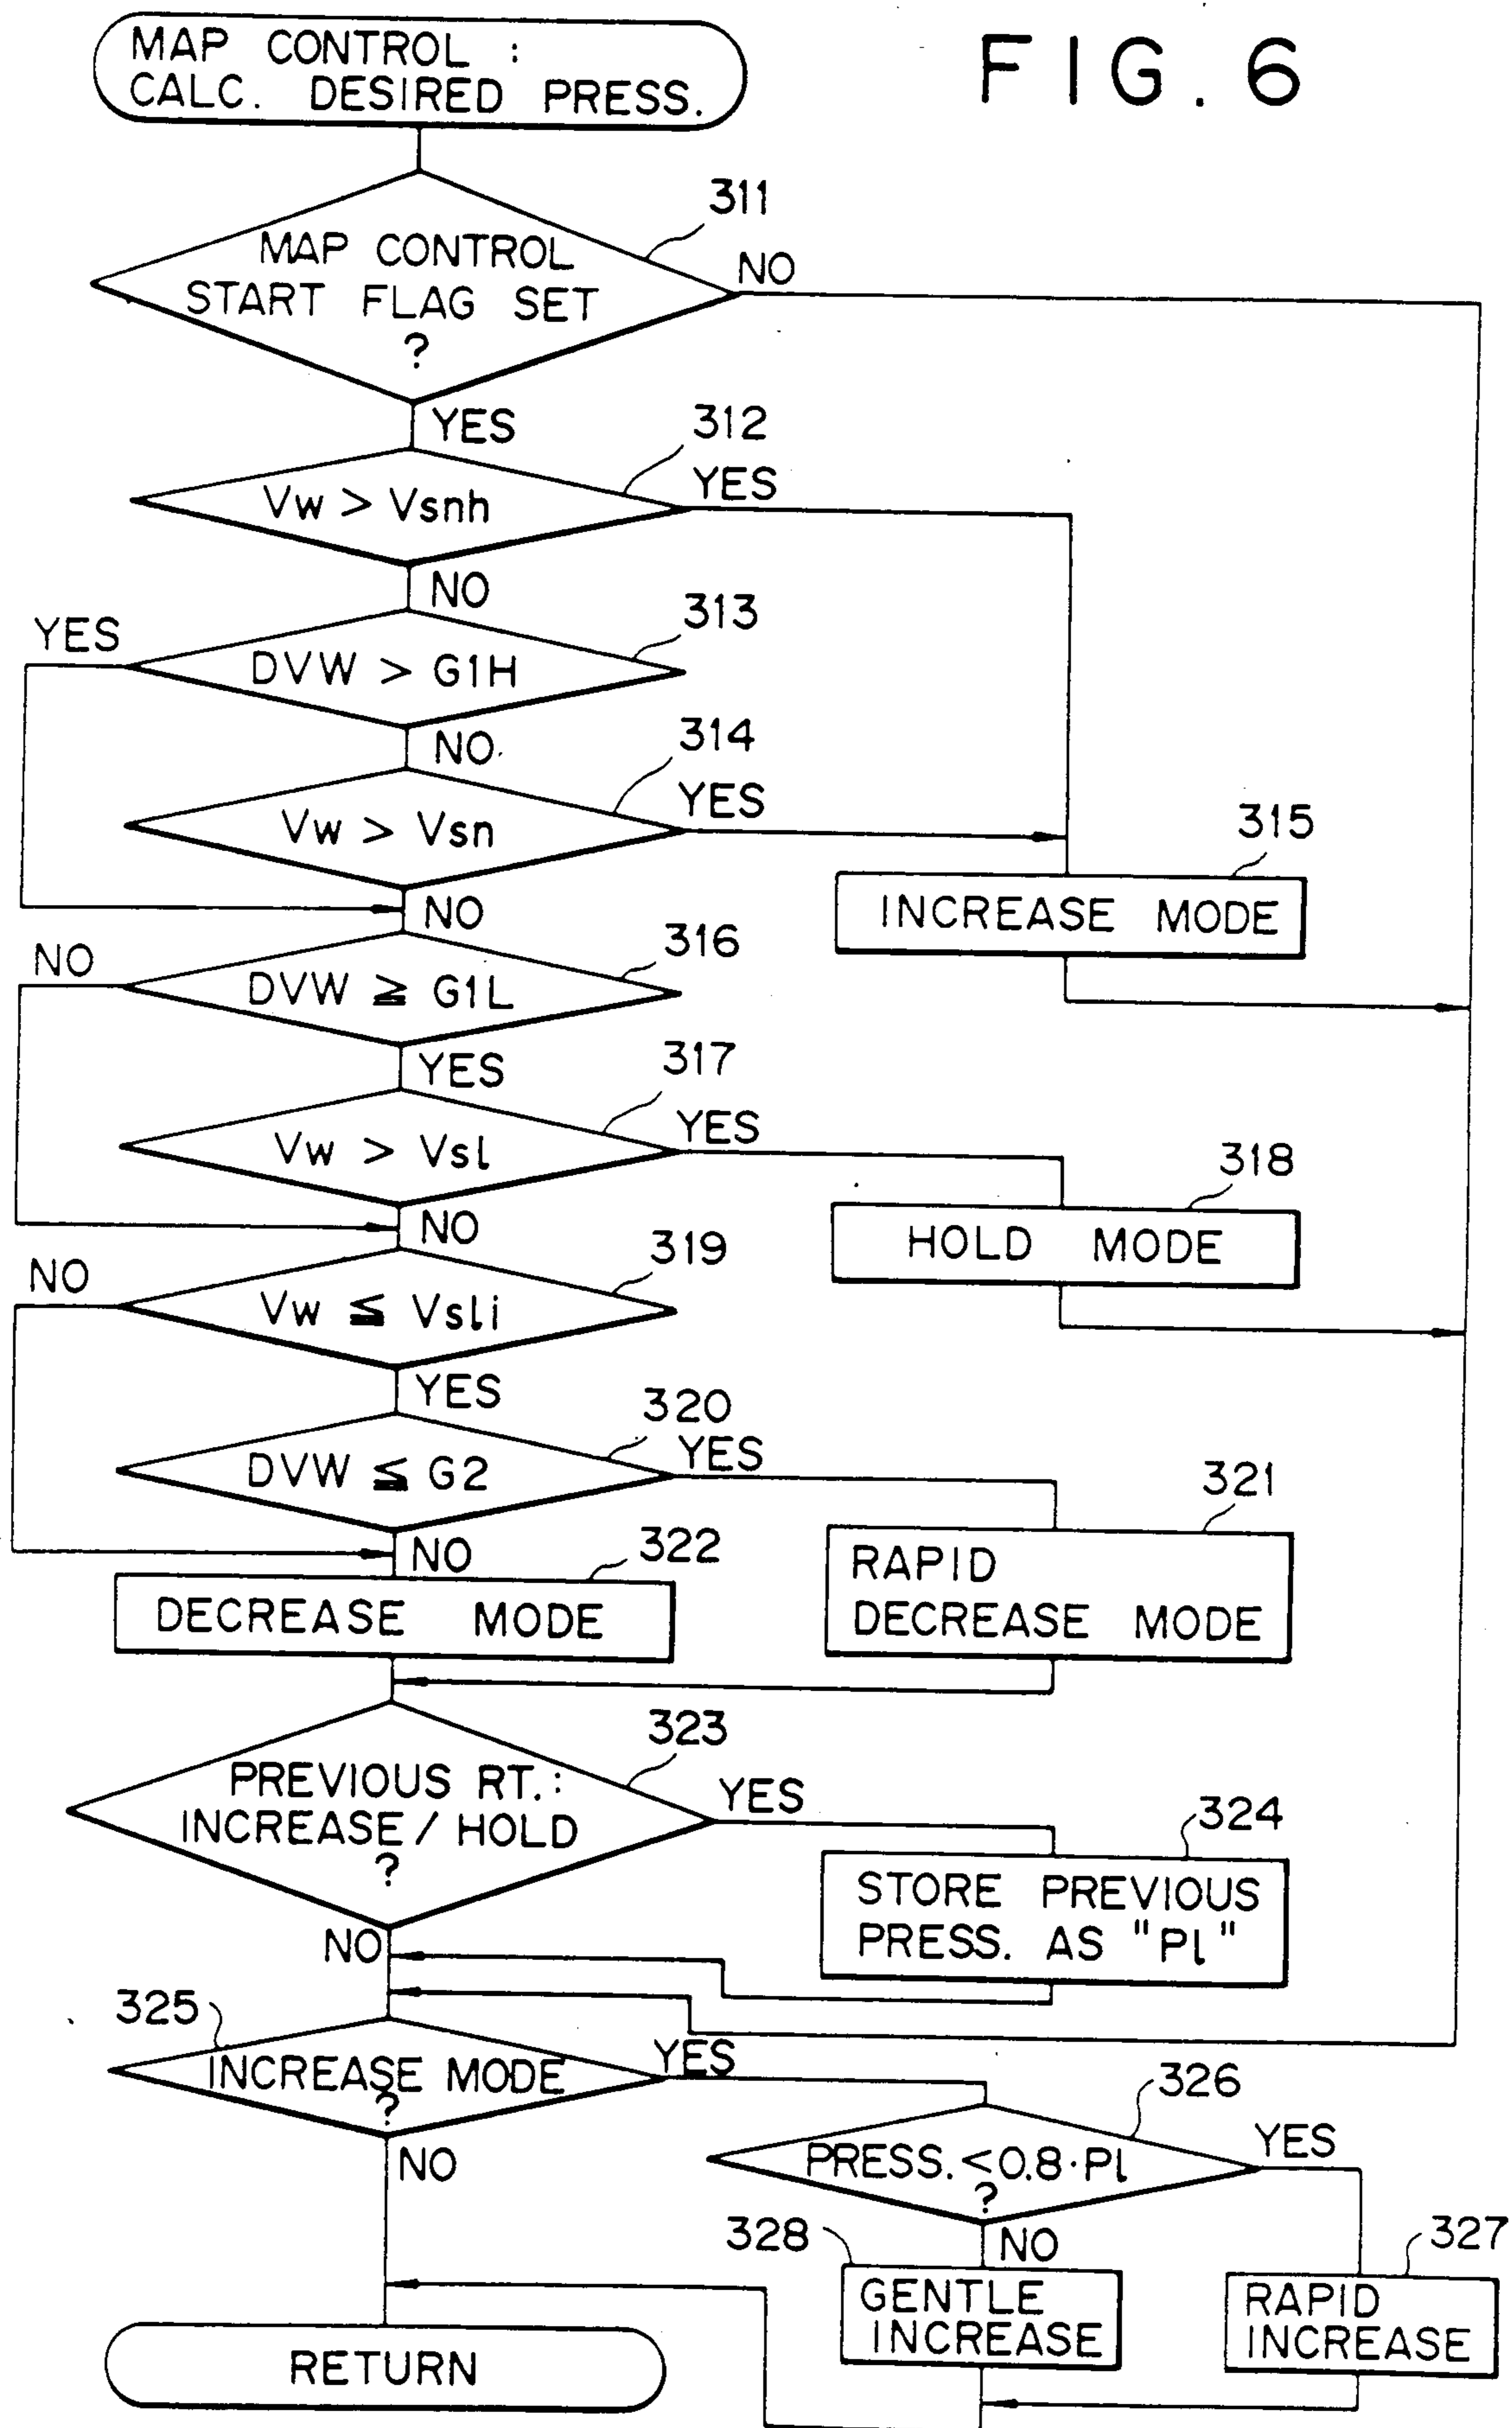 MAP CONTROL :
CALC. DESIRED PRESS.
FIG. 6
311
MAP CONTROL
START FLAG SET
?
NO
YES
312
Vw > Vsnh
YES
NO
313
YES
DVW > G1H
NO
314
Vw > Vsn
YES
315
INCREASE MODE
NO
316
NO
DVW ≧ G1L
YES
317
Vw > Vsl
YES
318
HOLD MODE
NO
319
NO
Vw ≦ Vsli
YES
320
DVW ≦ G2
YES
321
RAPID
DECREASE MODE
NO
322
DECREASE MODE
323
PREVIOUS RT.:
INCREASE / HOLD
?
YES
324
STORE PREVIOUS
PRESS. AS "Pl"
NO
325
INCREASE MODE
?
YES
326
PRESS. < 0.8·Pl
?
YES
NO
NO
328
GENTLE
INCREASE
327
RAPID
INCREASE
RETURN